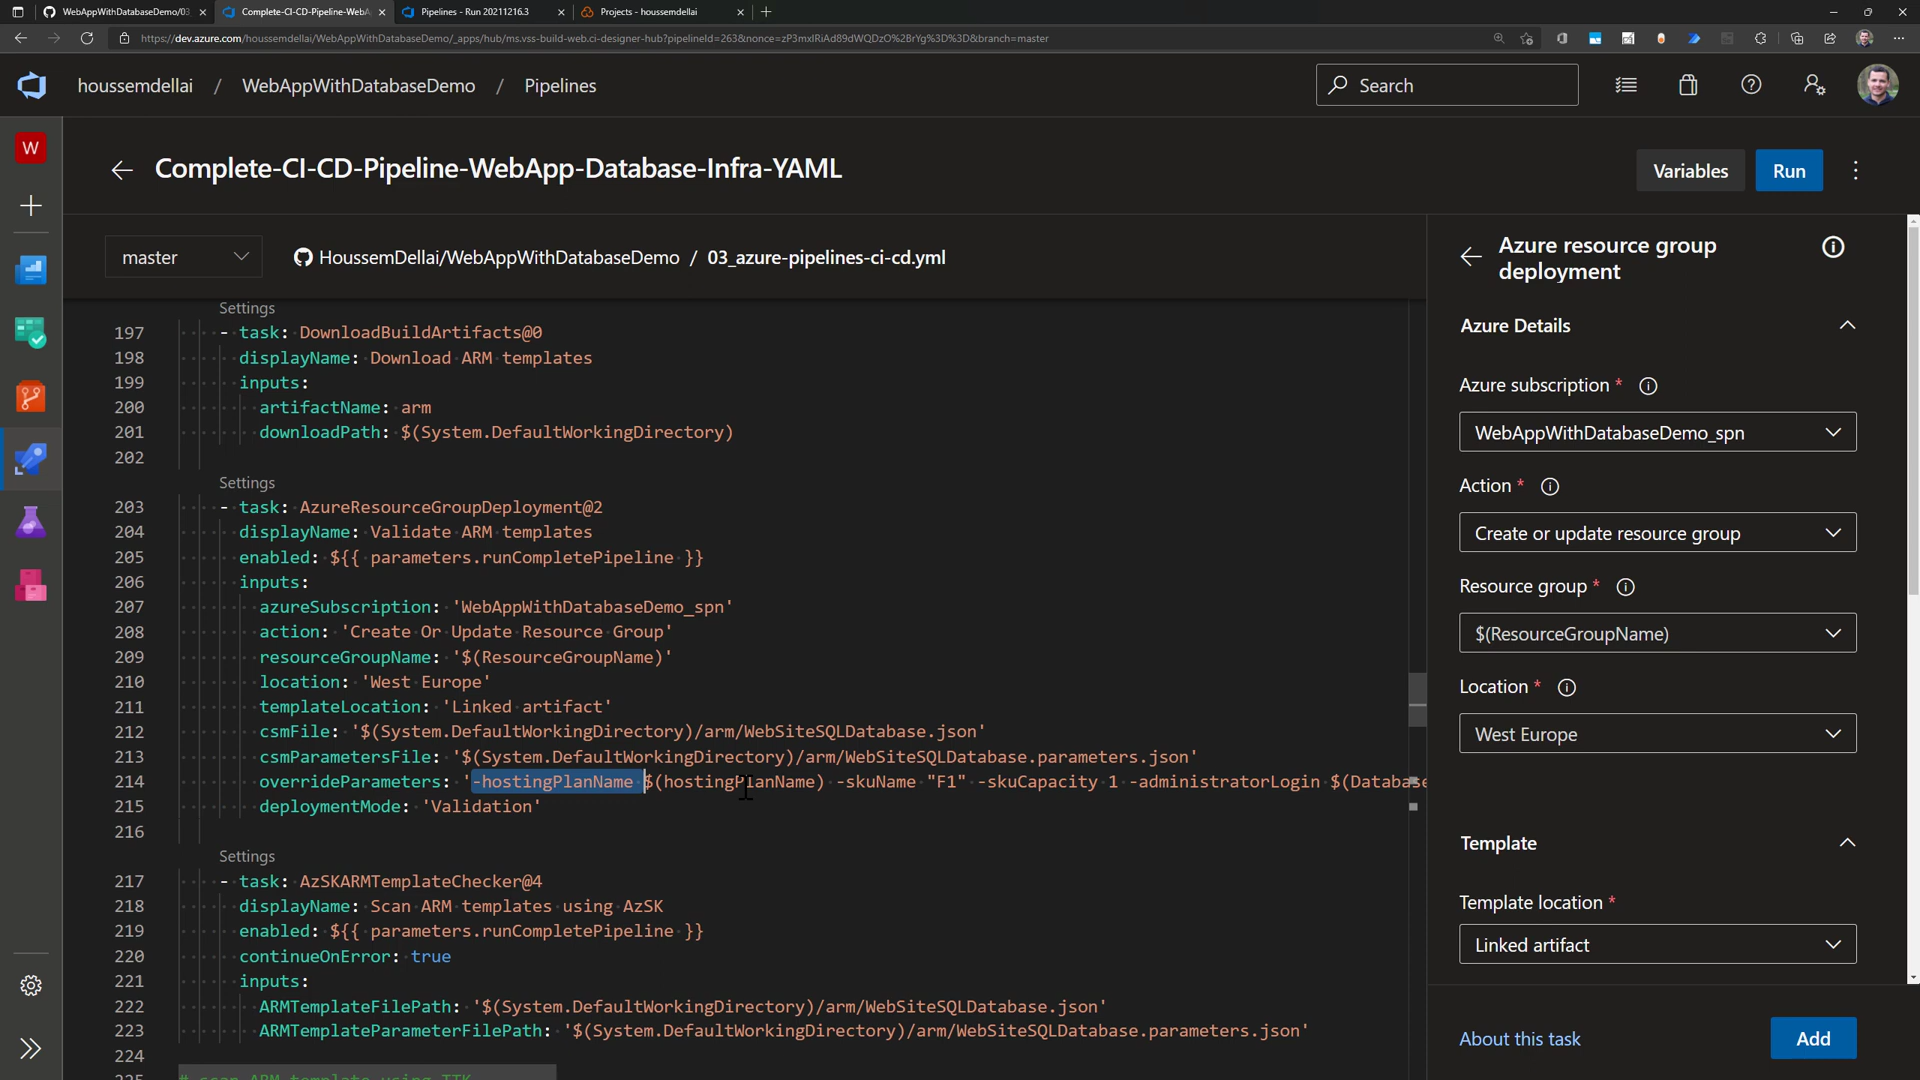 WebAppWithDatabaseDemo/03_
Complete-CI-CD-Pipeline-WebAp
Pipelines - Run 20211216.3
Projects - houssemdellai
https://dev.azure.com/houssemdellai/WebAppWithDatabaseDemo/_apps/hub/ms.vss-build-web.ci-designer-hub?pipelineId=263&nonce=zP3mxIRiAd89dWQDzO%2BrYg%3D%3D&branch=master
houssemdellai / WebAppWithDatabaseDemo / Pipelines
Search
W
Complete-CI-CD-Pipeline-WebApp-Database-Infra-YAML
Variables
Run
master
HoussemDellai/WebAppWithDatabaseDemo / 03_azure-pipelines-ci-cd.yml
Settings
197 - task: DownloadBuildArtifacts@0
198 displayName: Download ARM templates
199 inputs:
200 artifactName: arm
201 downloadPath: $(System.DefaultWorkingDirectory)
202
Settings
203 - task: AzureResourceGroupDeployment@2
204 displayName: Validate ARM templates
205 enabled: ${{ parameters.runCompletePipeline }}
206 inputs:
207 azureSubscription: 'WebAppWithDatabaseDemo_spn'
208 action: 'Create Or Update Resource Group'
209 resourceGroupName: '$(ResourceGroupName)'
210 location: 'West Europe'
211 templateLocation: 'Linked artifact'
212 csmFile: '$(System.DefaultWorkingDirectory)/arm/WebSiteSQLDatabase.json'
213 csmParametersFile: '$(System.DefaultWorkingDirectory)/arm/WebSiteSQLDatabase.parameters.json'
214 overrideParameters: '-hostingPlanName $(hostingPlanName) -skuName "F1" -skuCapacity 1 -administratorLogin $(Databas
215 deploymentMode: 'Validation'
216
Settings
217 - task: AzSKARMTemplateChecker@4
218 displayName: Scan ARM templates using AzSK
219 enabled: ${{ parameters.runCompletePipeline }}
220 continueOnError: true
221 inputs:
222 ARMTemplateFilePath: '$(System.DefaultWorkingDirectory)/arm/WebSiteSQLDatabase.json'
223 ARMTemplateParameterFilePath: '$(System.DefaultWorkingDirectory)/arm/WebSiteSQLDatabase.parameters.json'
224
Azure resource group
deployment
Azure Details
Azure subscription *
WebAppWithDatabaseDemo_spn
Action *
Create or update resource group
Resource group *
$(ResourceGroupName)
Location *
West Europe
Template
Template location *
Linked artifact
About this task
Add